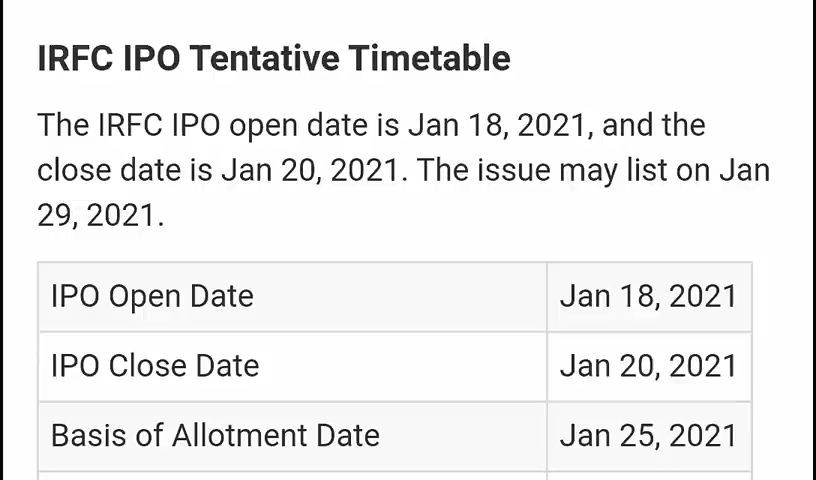 IRFC IPO Tentative Timetable
The IRFC IPO open date is Jan 18, 2021, and the
close date is Jan 20, 2021. The issue may list on Jan
29, 2021.
IPO Open Date Jan 18, 2021
IPO Close Date Jan 20, 2021
Basis of Allotment Date Jan 25, 2021